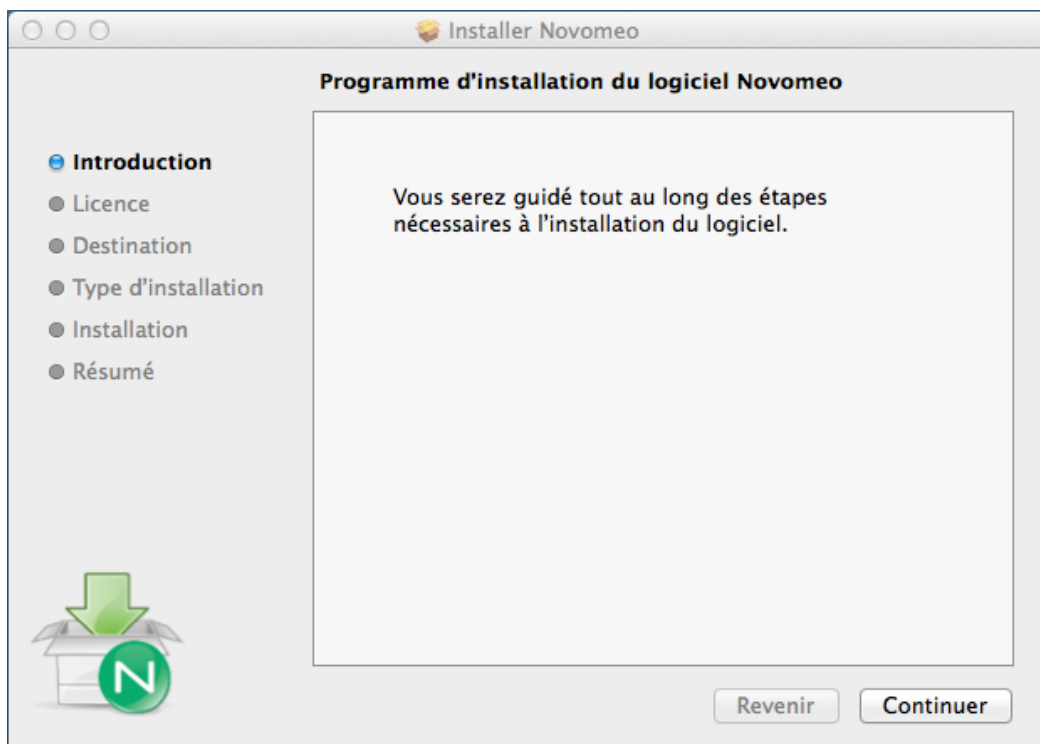 Installer Novomeo
Programme d'installation du logiciel Novomeo
Introduction
Licence
Destination
Type d'installation
Installation
Résumé
Vous serez guidé tout au long des étapes
nécessaires à l'installation du logiciel.
N
Revenir
Continuer